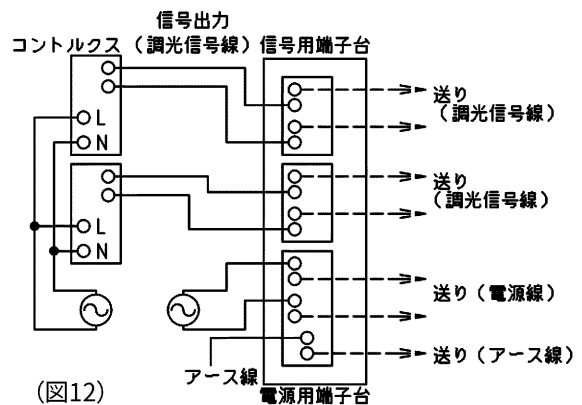 信号出力
コントルクス（調光信号線）信号用端子台
送り
（調光信号線）
L
N
送り
（調光信号線）
L
N
送り（電源線）
送り（アース線）
アース線
（図12）
電源用端子台